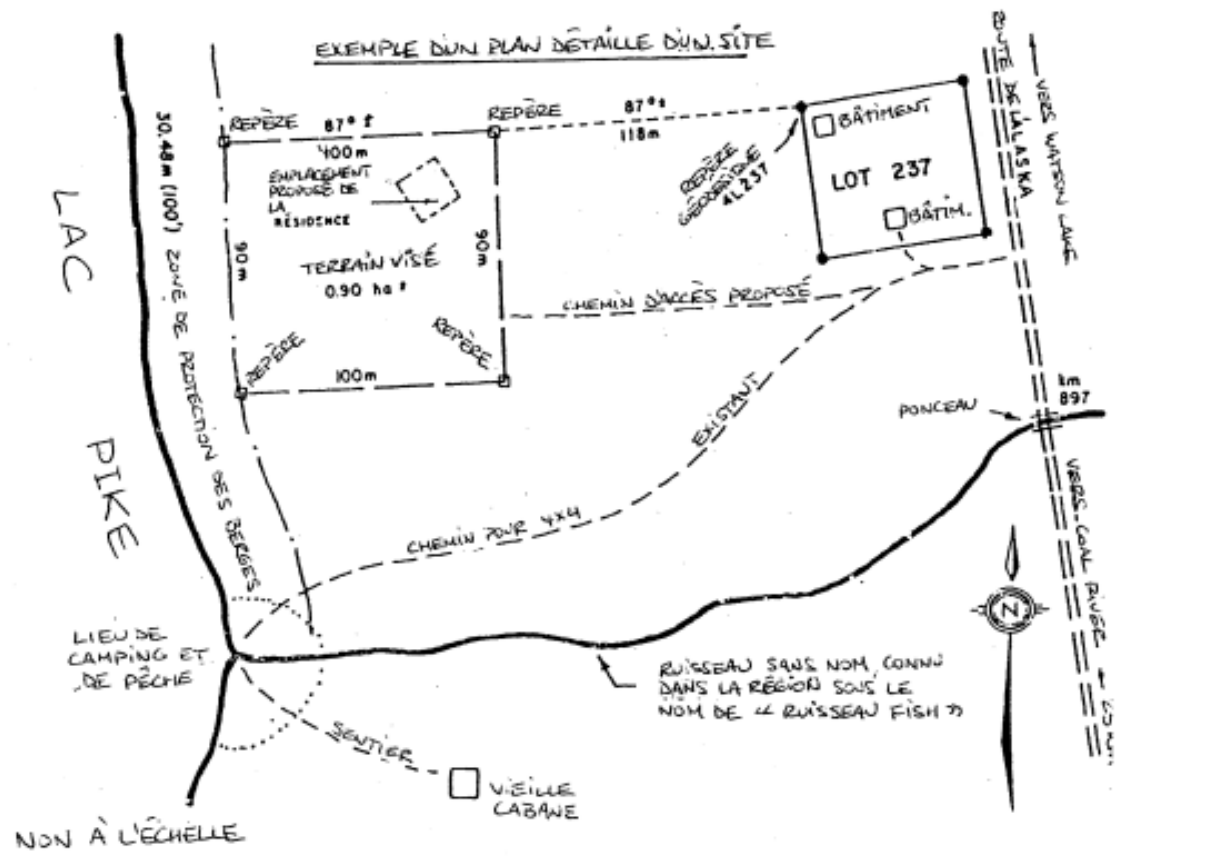 EXEMPLE D'UN PLAN DÉTAILLÉ D'UN SITE
REPÈRE
87° ±
100m
REPÈRE
87° ±
118m
BÂTIMENT
LOT 237
BÂTIM.
REPÈRE
GÉODÉSIQUE
4L237
ROUTE DE L'ALASKA
VERS WATSON LAKE
30.48m (100') ZONE DE PROTECTION DES BERGES
LAC
PIKE
EMPLACEMENT
PROPOSÉ DE
LA
RÉSIDENCE
90m
90m
TERRAIN VISÉ
0.90 ha ±
CHEMIN D'ACCÈS PROPOSÉ
REPÈRE
REPÈRE
100m
EXISTANT
PONCEAU
km
897
CHEMIN POUR 4X4
VERS COAL RIVER
N
LIEU DE
CAMPING ET
DE PÊCHE
RUISSEAU SANS NOM, CONNU
DANS LA RÉGION SOUS LE
NOM DE « RUISSEAU FISH »
SENTIER
VIEILLE
CABANE
NON À L'ÉCHELLE